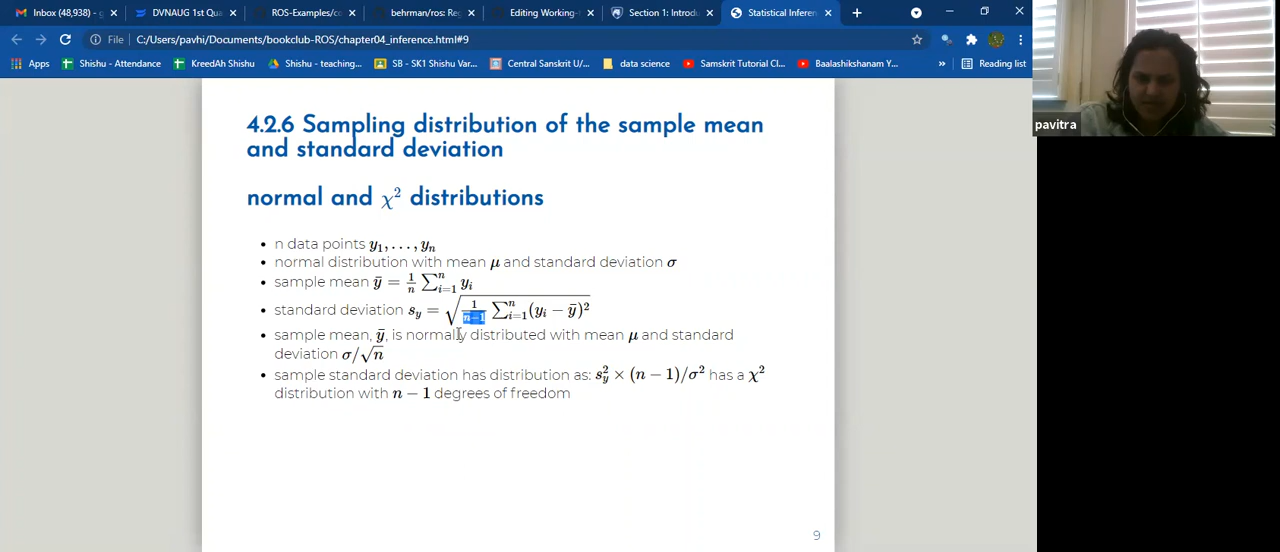 Inbox (48,938) - g
DVNAUG 1st Qua
ROS-Examples/ce
behrman/ros: Reg
Editing Working-t
Section 1: Introdu
Statistical Inferen
File
C:/Users/pavhi/Documents/bookclub-ROS/chapter04_inference.html#9
Apps
Shishu - Attendance
KreedAh Shishu
Shishu - teaching...
SB - SK1 Shishu Var...
Central Sanskrit U/...
data science
Samskrit Tutorial Cl...
Baalashikshanam Y...
»
Reading list
pavitra
4.2.6 Sampling distribution of the sample mean
and standard deviation
normal and χ² distributions
• n data points y₁, . . . , yₙ
• normal distribution with mean μ and standard deviation σ
• sample mean ȳ = 1/n ∑ⁿᵢ₌₁ yᵢ
• standard deviation s_y = √(1/(n−1) ∑ⁿᵢ₌₁(yᵢ − ȳ)²)
• sample mean, ȳ, is normally distributed with mean μ and standard
deviation σ/√n
• sample standard deviation has distribution as: s²_y × (n − 1)/σ² has a χ²
distribution with n − 1 degrees of freedom
9